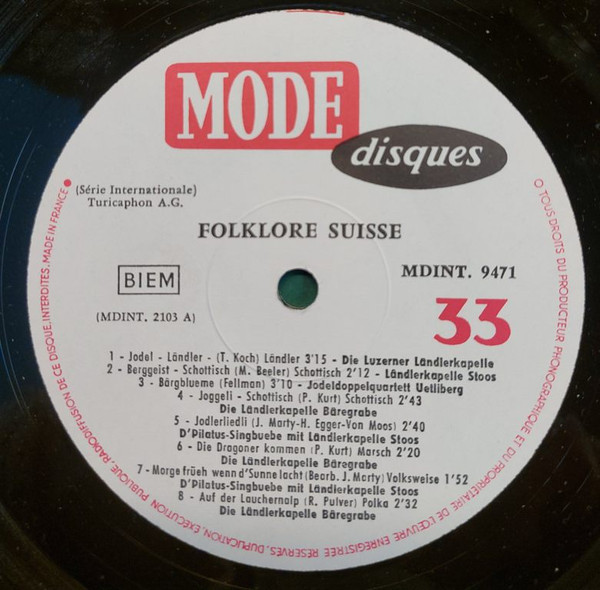 MODE
disques
(Série Internationale)
Turicaphon A.G.
FOLKLORE SUISSE
BIEM
MDINT. 9471
(MDINT. 2103 A)
33
1 - Jodel - Ländler - (T. Koch) Ländler 3'15 - Die Luzerner Ländlerkapelle
2 - Berggeist - Schottisch (M. Beeler) Schottisch 2'12 - Ländlerkapelle Stoos
3 - Bärgblueme (Fellman) 3'10 - Jodeldoppelquartett Uetliberg
4 - Joggeli - Schottisch (P. Kurt) Schottisch 2'43
Die Ländlerkapelle Bäregrabe
5 - Jodlerliedli (J. Marty-H. Egger-Von Moos) 2'40
D'Pilatus-Singbuebe mit Ländlerkapelle Stoos
6 - Die Dragoner kommen (P. Kurt) Marsch 2'20
Die Ländlerkapelle Bäregrabe
7 - Morge früeh wenn d'Sunne lacht (Bearb. J. Marty) Volksweise 1'52
D'Pilatus-Singbuebe mit Ländlerkapelle Stoos
8 - Auf der Lauchernalp (R. Pulver) Polka 2'32
Die Ländlerkapelle Bäregrabe
O TOUS DROITS DU PRODUCTEUR PHONOGRAPHIQUE ET DU PROPRIETAIRE DE L'ŒUVRE ENREGISTREE RESERVES, DUPLICATION, EXECUTION PUBLIQUE, RADIODIFFUSION DE CE DISQUE INTERDITES. MADE IN FRANCE